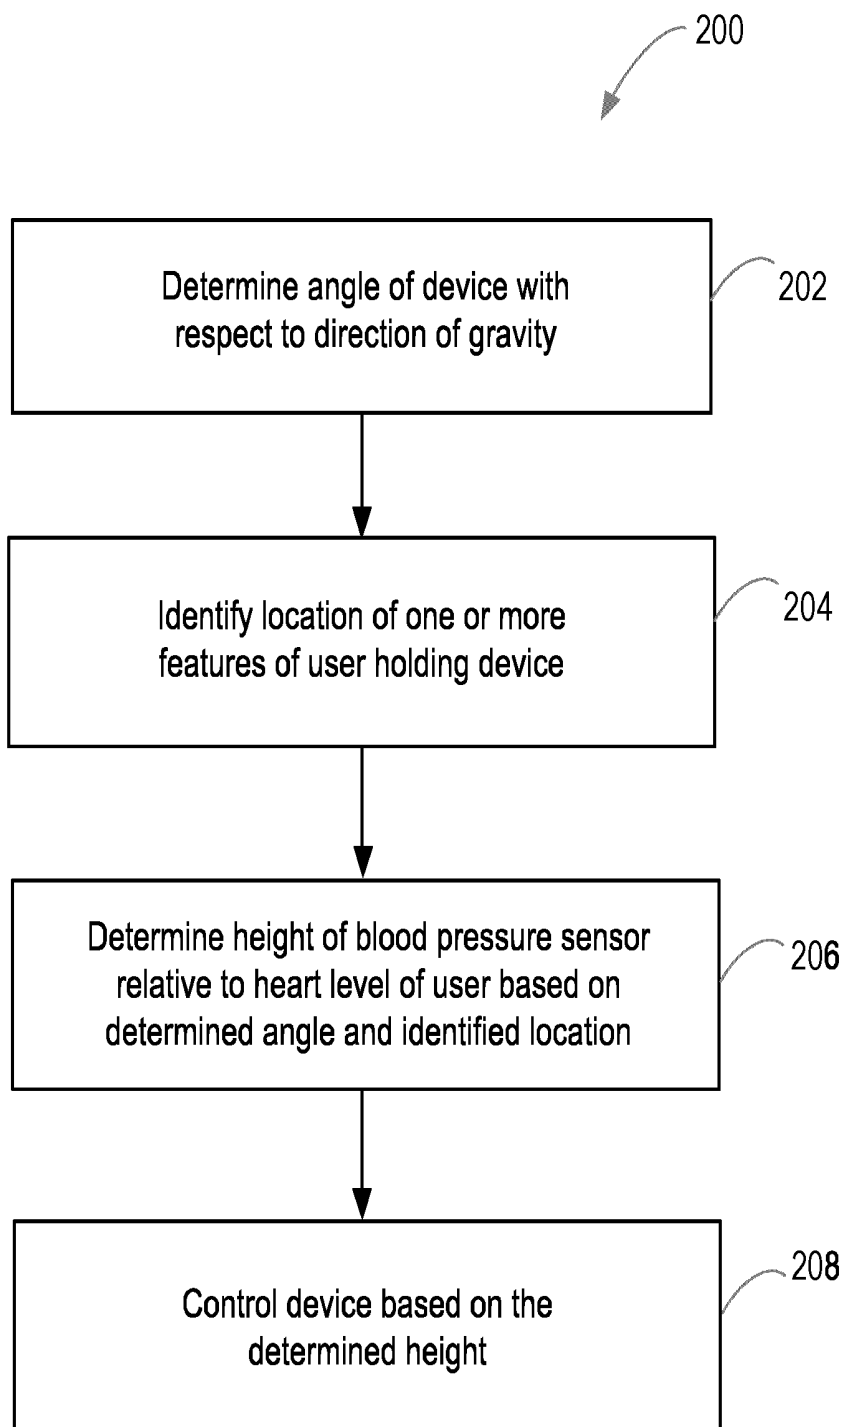 200
Determine angle of device with
respect to direction of gravity
202
Identify location of one or more
features of user holding device
204
Determine height of blood pressure sensor
relative to heart level of user based on
determined angle and identified location
206
Control device based on the
determined height
208